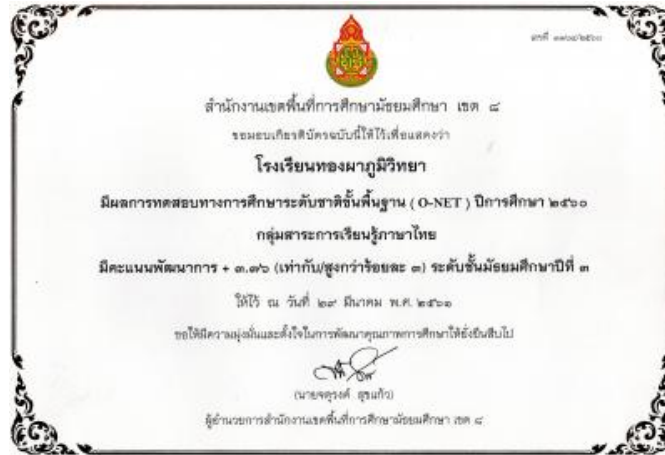 เลขที่
สำนักงานเขตพื้นที่การศึกษามัธยมศึกษา เขต ๘
ขอมอบเกียรติบัตรฉบับนี้ให้ไว้เพื่อแสดงว่า
โรงเรียนทองผาภูมิวิทยา
มีผลการทดสอบทางการศึกษาระดับชาติขั้นพื้นฐาน ( O-NET ) ปีการศึกษา ๒๕๖๐
กลุ่มสาระการเรียนรู้ภาษาไทย
มีคะแนนพัฒนาการ + ๓.๓๖ (เท่ากับ/สูงกว่าร้อยละ ๓) ระดับชั้นมัธยมศึกษาปีที่ ๓
ให้ไว้ ณ วันที่ ๒๙ มีนาคม พ.ศ. ๒๕๖๑
ขอให้มีความมุ่งมั่นและตั้งใจในการพัฒนาคุณภาพการศึกษาให้ยั่งยืนสืบไป
(นายจตุรงค์ สุขแก้ว)
ผู้อำนวยการสำนักงานเขตพื้นที่การศึกษามัธยมศึกษา เขต ๘